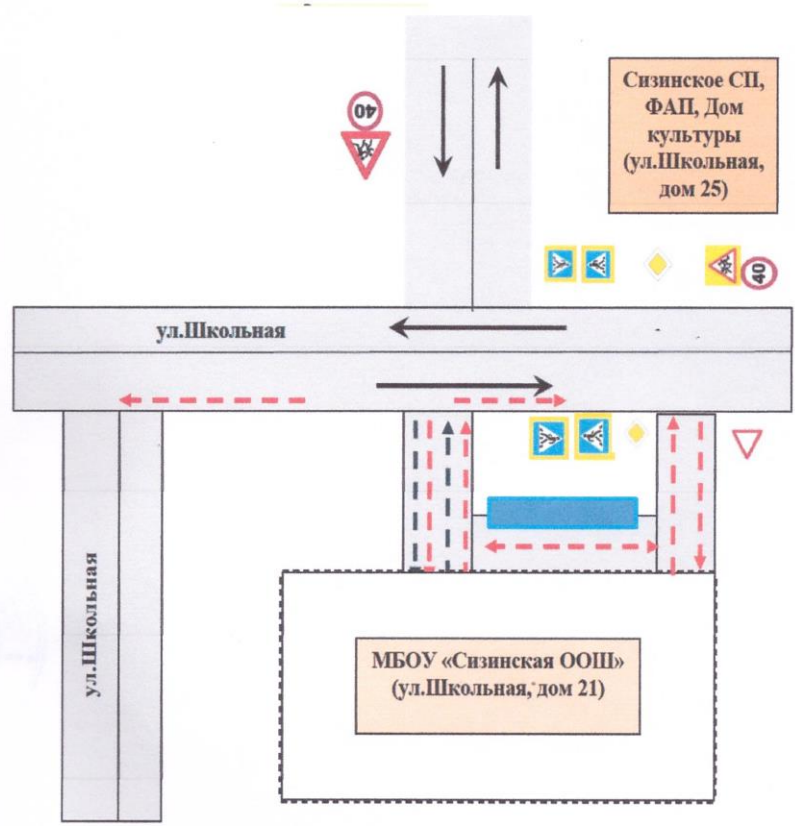 40
Сизинское СП,
ФАП, Дом
культуры
(ул.Школьная,
дом 25)
40
ул.Школьная
ул.Школьная
МБОУ «Сизинская ООШ»
(ул.Школьная, дом 21)